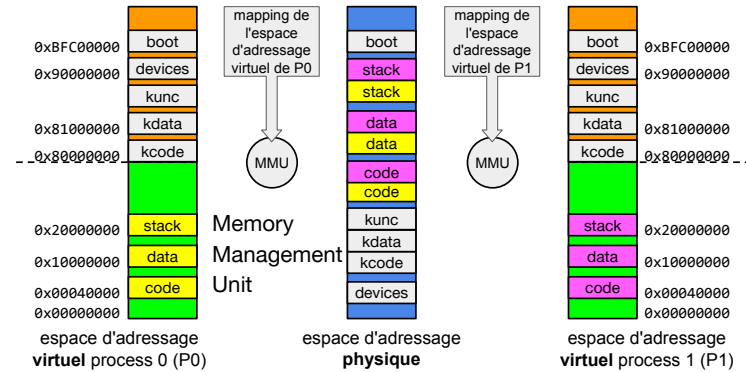 mapping de
l'espace
d'adressage
virtuel de P0
mapping de
l'espace
d'adressage
virtuel de P1
0xBFC00000
boot
0x90000000
devices
kunc
0x81000000
kdata
0x80000000
kcode
0x20000000
stack
0x10000000
data
0x00040000
code
0x00000000
MMU
Memory
Management
Unit
boot
stack
stack
data
data
code
code
kunc
kdata
kcode
devices
MMU
boot
0xBFC00000
devices
0x90000000
kunc
kdata
0x81000000
kcode
0x80000000
stack
0x20000000
data
0x10000000
code
0x00040000
0x00000000
espace d'adressage
virtuel process 0 (P0)
espace d'adressage
physique
espace d'adressage
virtuel process 1 (P1)